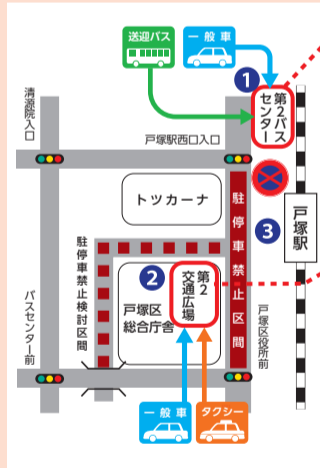 送迎バス
一般車
1
第2バス
センター
清源院入口
戸塚駅西口入口
トツカーナ
駐停車禁止区間
3
戸塚駅
駐停車禁止検討区間
2
第2
交通広場
戸塚区
総合庁舎
バスセンター前
戸塚区役所前
一般車
タクシー